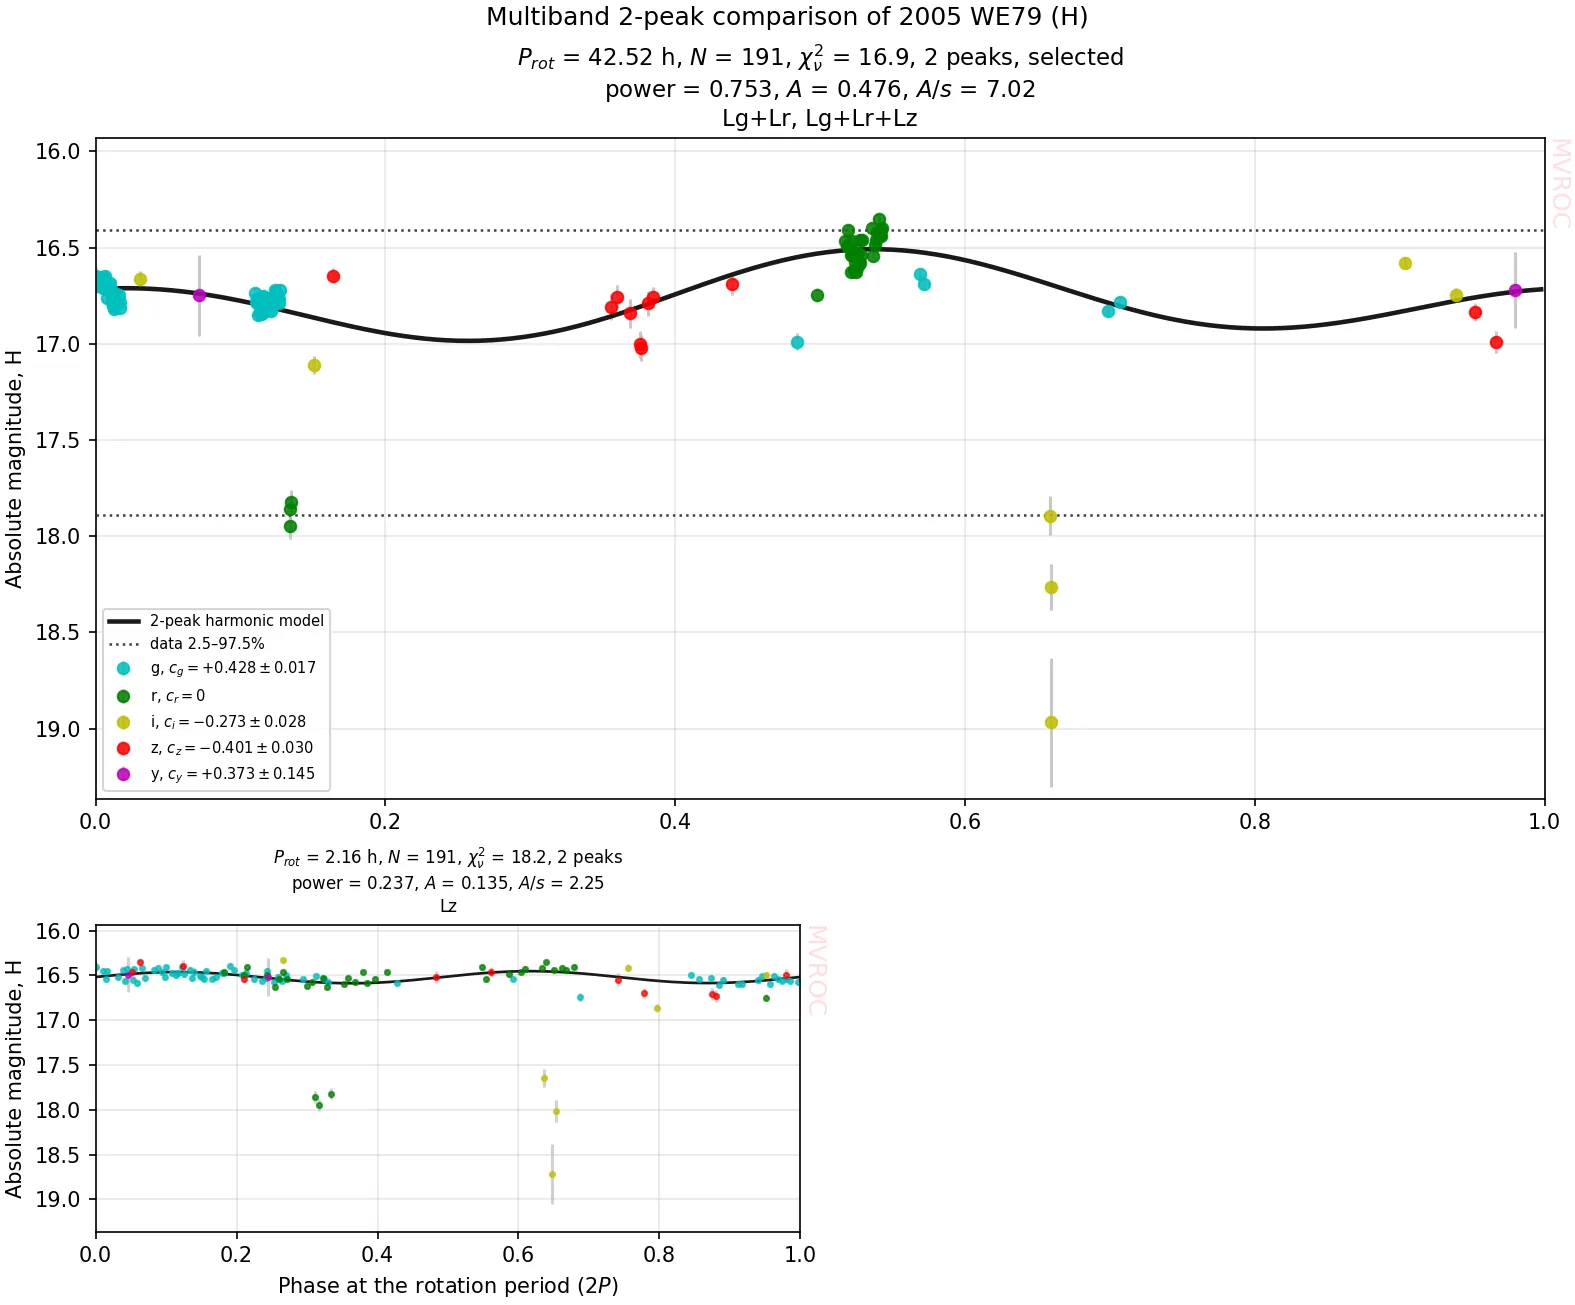 Multiband 2-peak comparison of 2005 WE79 (H)
P_rot = 42.52 h, N = 191, χ²_ν = 16.9, 2 peaks, selected
power = 0.753, A = 0.476, A/s = 7.02
Lg+Lr, Lg+Lr+Lz
MVROC
Absolute magnitude, H
16.0
16.5
17.0
17.5
18.0
18.5
19.0
2-peak harmonic model
data 2.5–97.5%
g, c_g = +0.428 ± 0.017
r, c_r = 0
i, c_i = −0.273 ± 0.028
z, c_z = −0.401 ± 0.030
y, c_y = +0.373 ± 0.145
0.0 0.2 0.4 0.6 0.8 1.0
P_rot = 2.16 h, N = 191, χ²_ν = 18.2, 2 peaks
power = 0.237, A = 0.135, A/s = 2.25
Lz
MVROC
Absolute magnitude, H
16.0
16.5
17.0
17.5
18.0
18.5
19.0
0.0 0.2 0.4 0.6 0.8 1.0
Phase at the rotation period (2P)